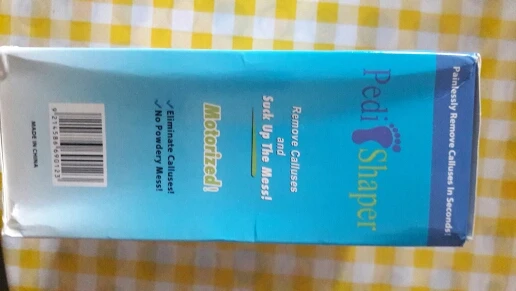 Painlessly Remove Calluses In Seconds!
Pedi Shaper
Remove Calluses
and
Suck Up The Mess!
Motorized!
✓ Eliminate Calluses!
✓ No Powdery Mess!
MADE IN CHINA